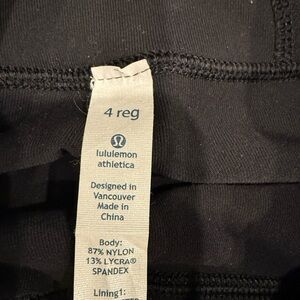 4 reg
lululemon
athletica
Designed in
Vancouver
Made in
China
Body:
87% NYLON
13% LYCRA®
SPANDEX
Lining1: